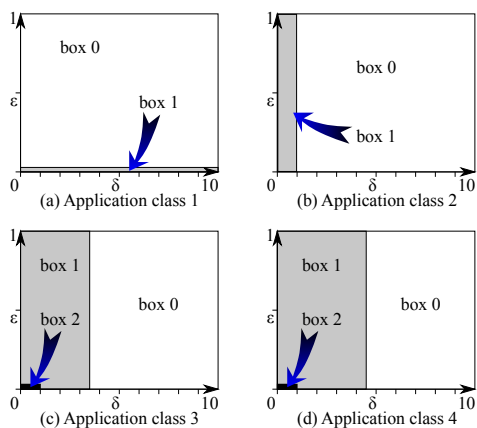 1
box 0
box 1
ε
0
δ
10
(a) Application class 1
1
box 0
box 1
ε
0
δ
10
(b) Application class 2
1
box 1
box 0
box 2
ε
0
δ
10
(c) Application class 3
1
box 1
box 0
box 2
ε
0
δ
10
(d) Application class 4